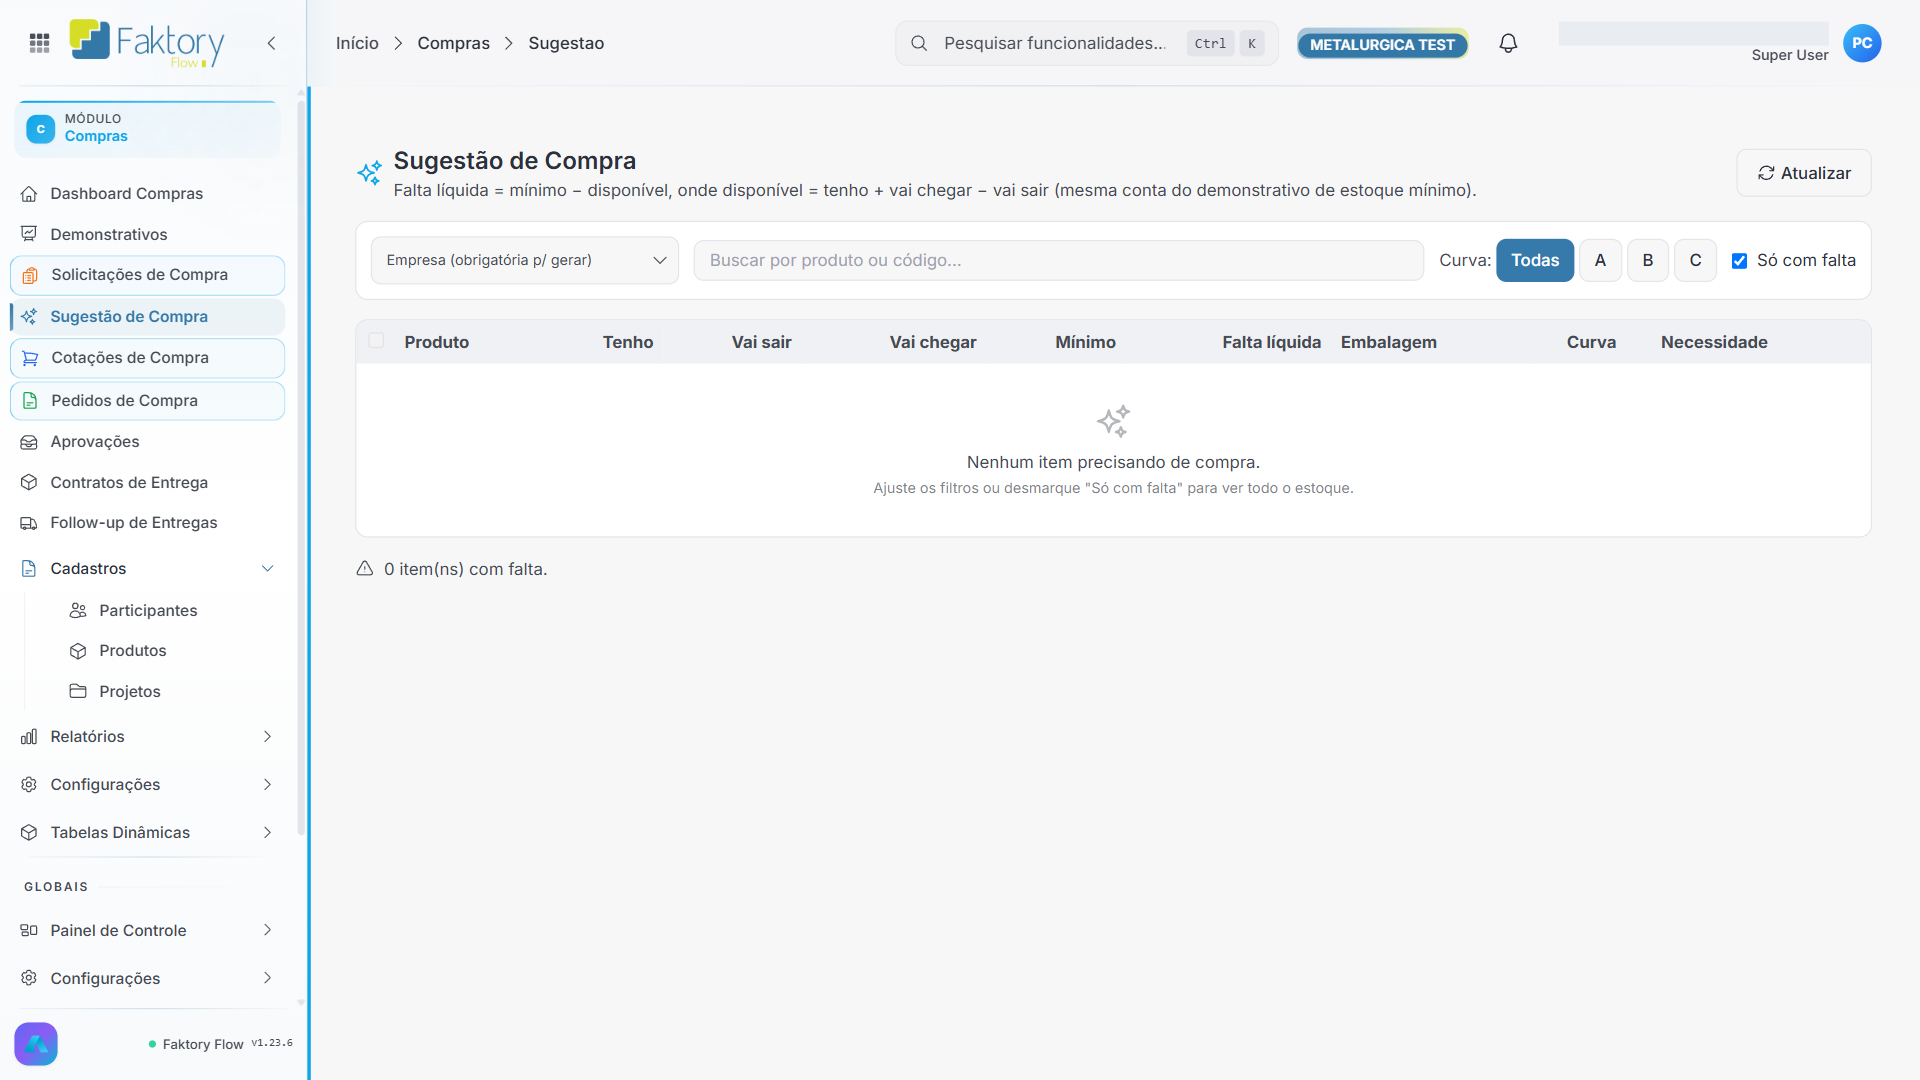 Faktory
Flow
Início
Compras
Sugestao
Pesquisar funcionalidades...
Ctrl
K
METALURGICA TEST
Super User
PC
C
MÓDULO
Compras
Dashboard Compras
Demonstrativos
Solicitações de Compra
Sugestão de Compra
Cotações de Compra
Pedidos de Compra
Aprovações
Contratos de Entrega
Follow-up de Entregas
Cadastros
Participantes
Produtos
Projetos
Relatórios
Configurações
Tabelas Dinâmicas
GLOBAIS
Painel de Controle
Configurações
Faktory Flow v1.23.6
Sugestão de Compra
Falta líquida = mínimo − disponível, onde disponível = tenho + vai chegar − vai sair (mesma conta do demonstrativo de estoque mínimo).
Atualizar
Empresa (obrigatória p/ gerar)
Buscar por produto ou código...
Curva:
Todas
A
B
C
Só com falta
Produto
Tenho
Vai sair
Vai chegar
Mínimo
Falta líquida
Embalagem
Curva
Necessidade
Nenhum item precisando de compra.
Ajuste os filtros ou desmarque "Só com falta" para ver todo o estoque.
0 item(ns) com falta.